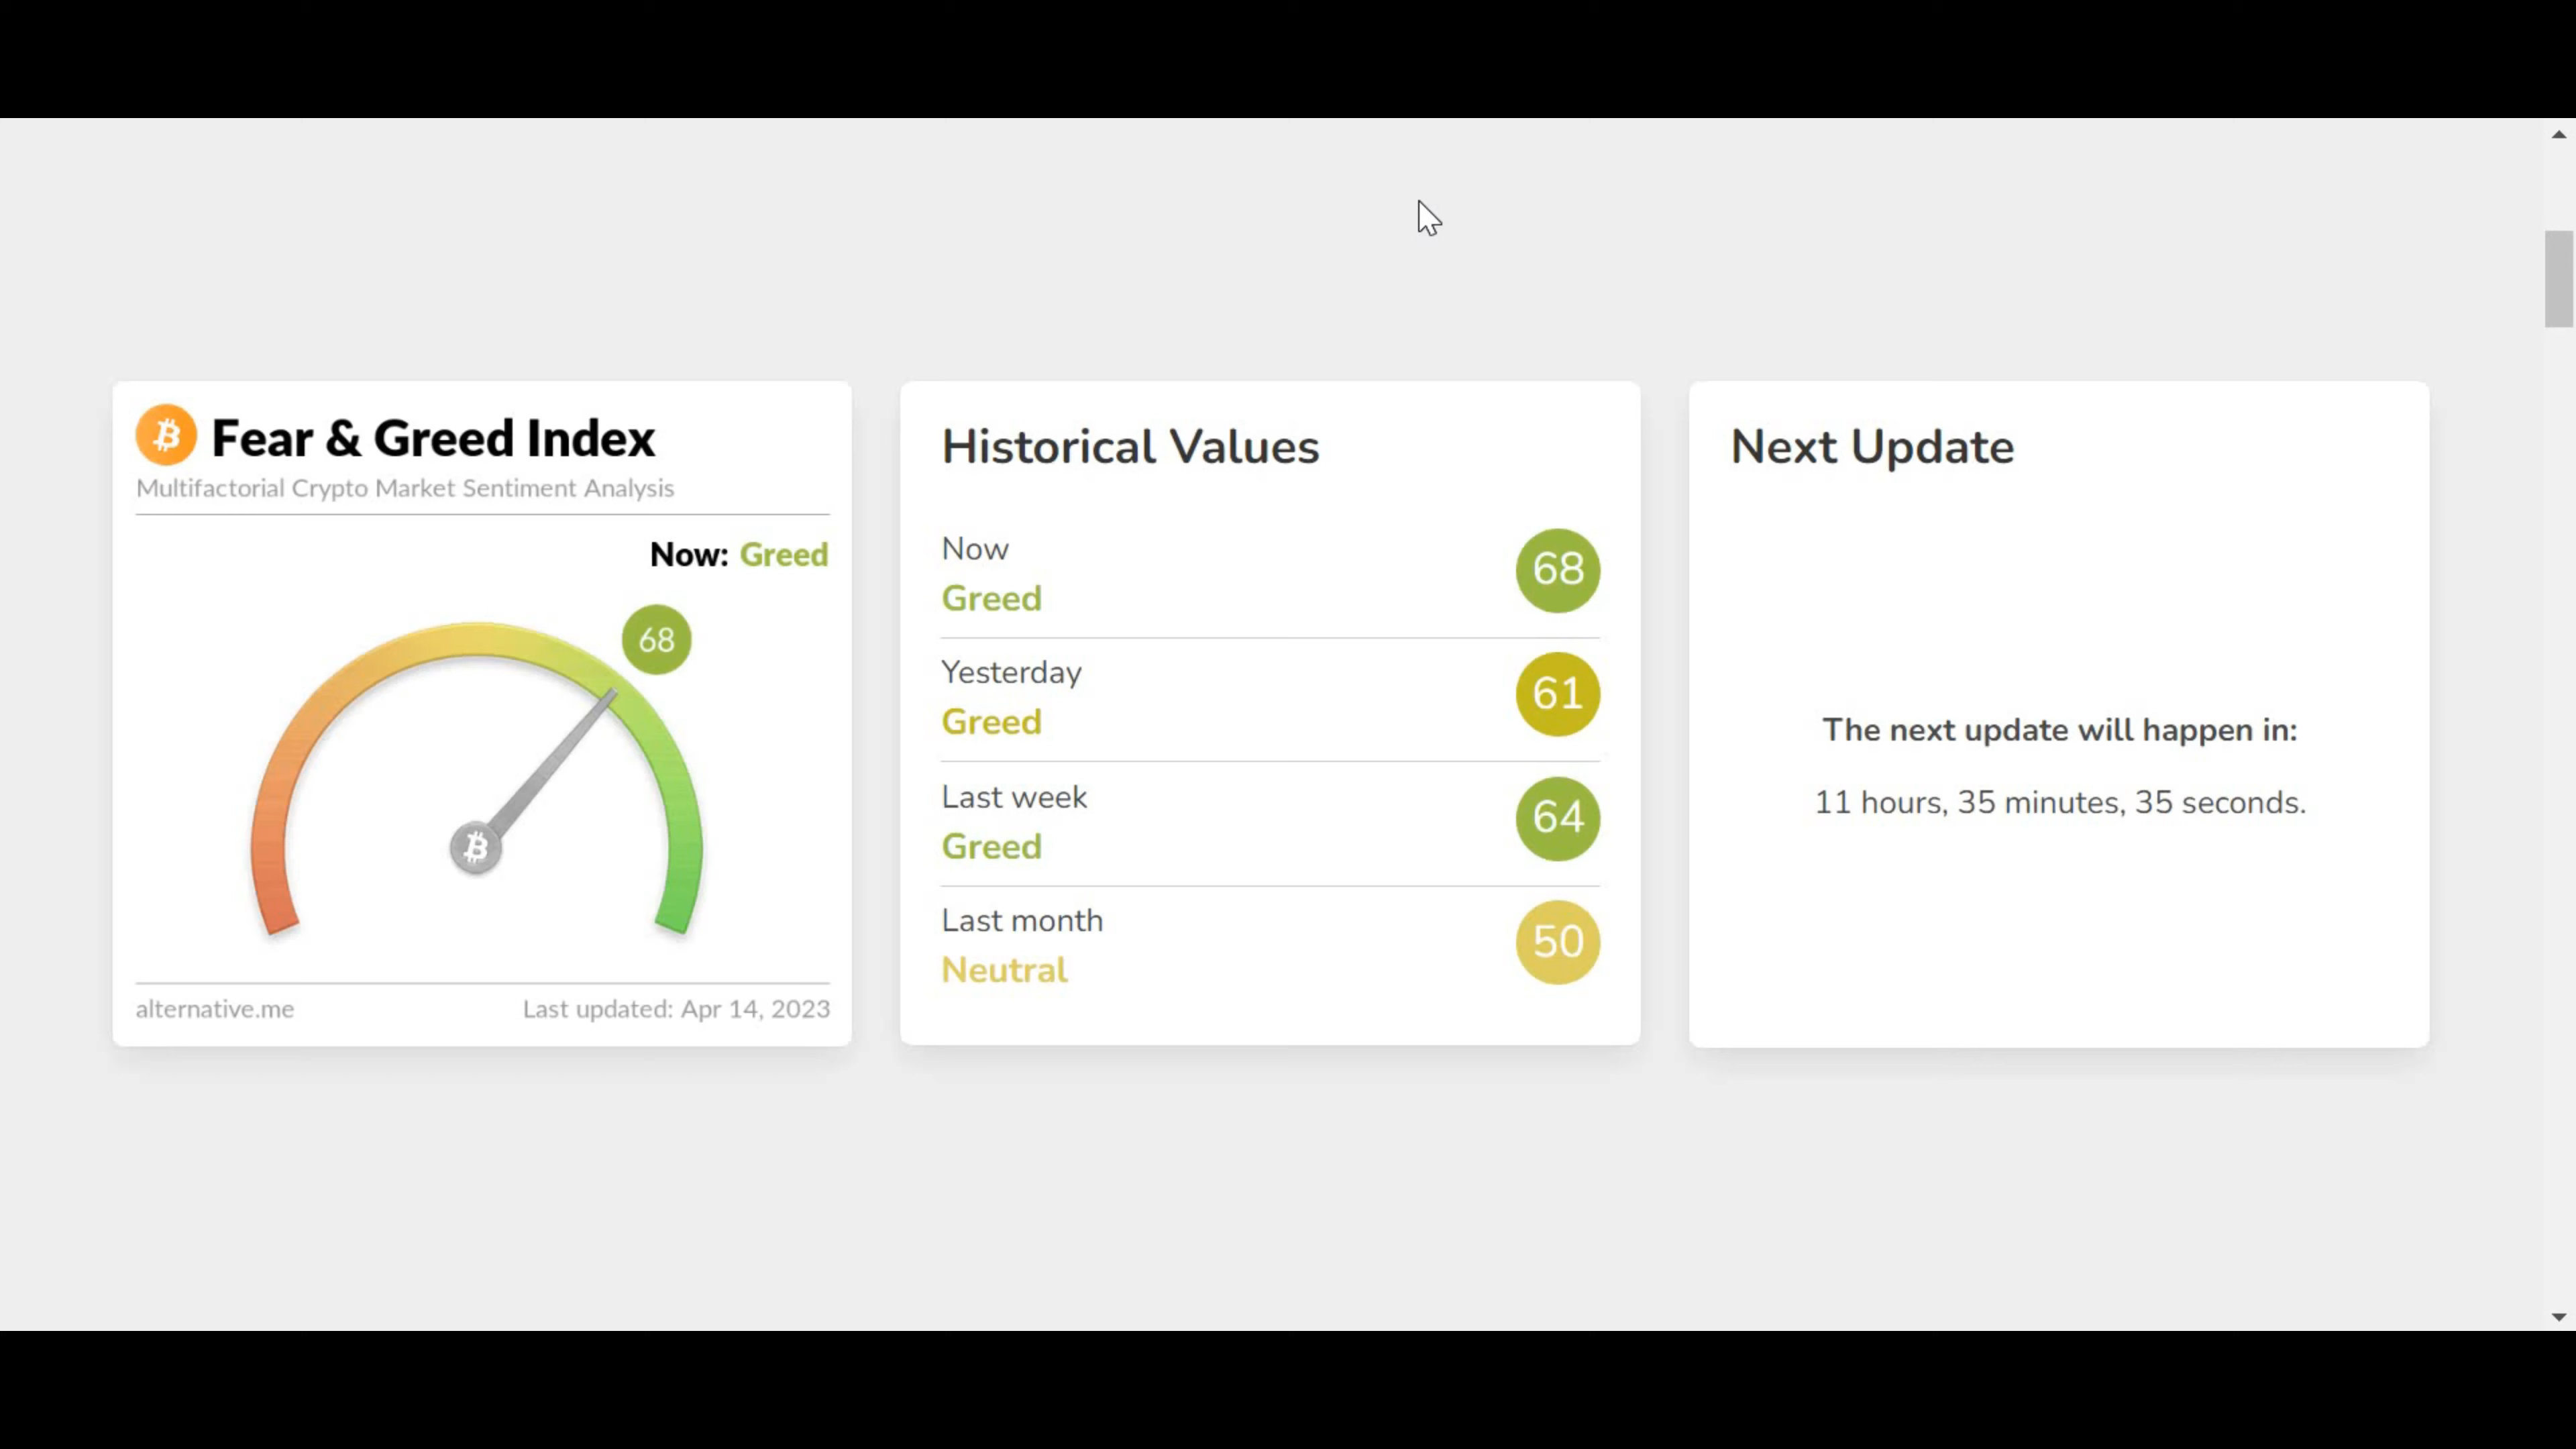 Fear & Greed Index
Multifactorial Crypto Market Sentiment Analysis
Now: Greed
68
alternative.me
Last updated: Apr 14, 2023
Historical Values
Now
Greed
68
Yesterday
Greed
61
Last week
Greed
64
Last month
Neutral
50
Next Update
The next update will happen in:
11 hours, 35 minutes, 35 seconds.